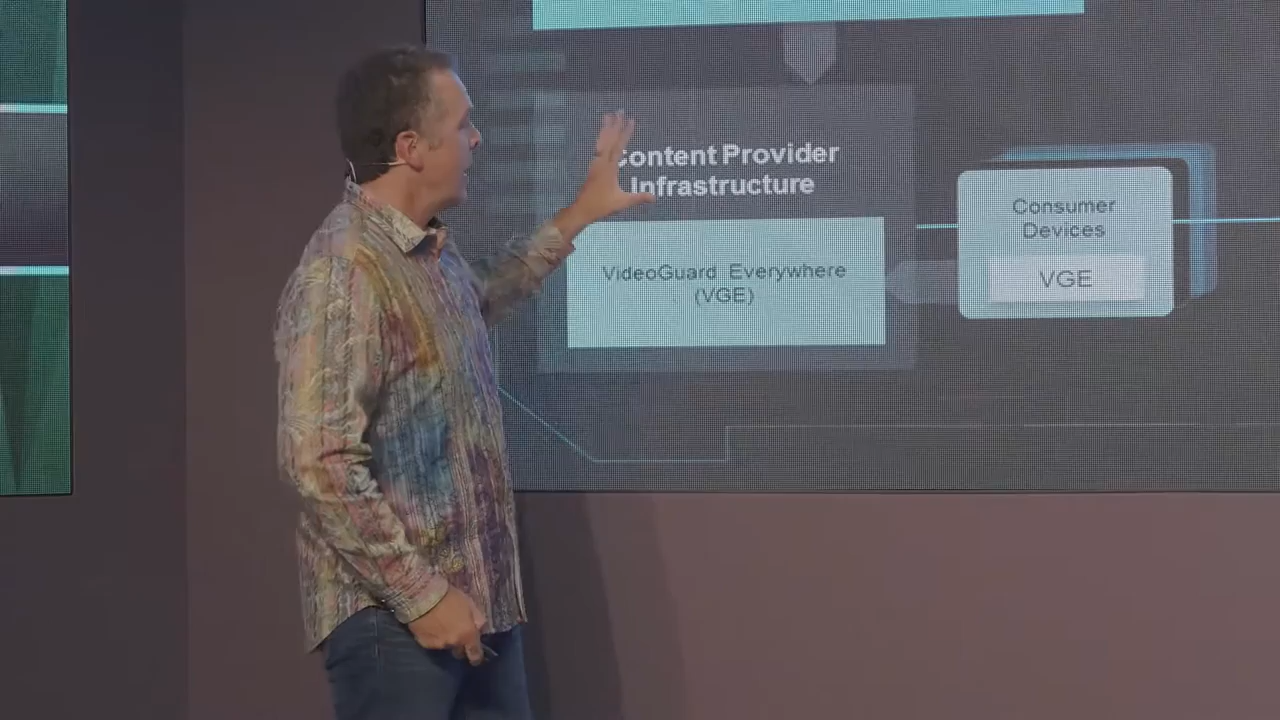 Content Provider
Infrastructure
VideoGuard Everywhere
(VGE)
Consumer
Devices
VGE